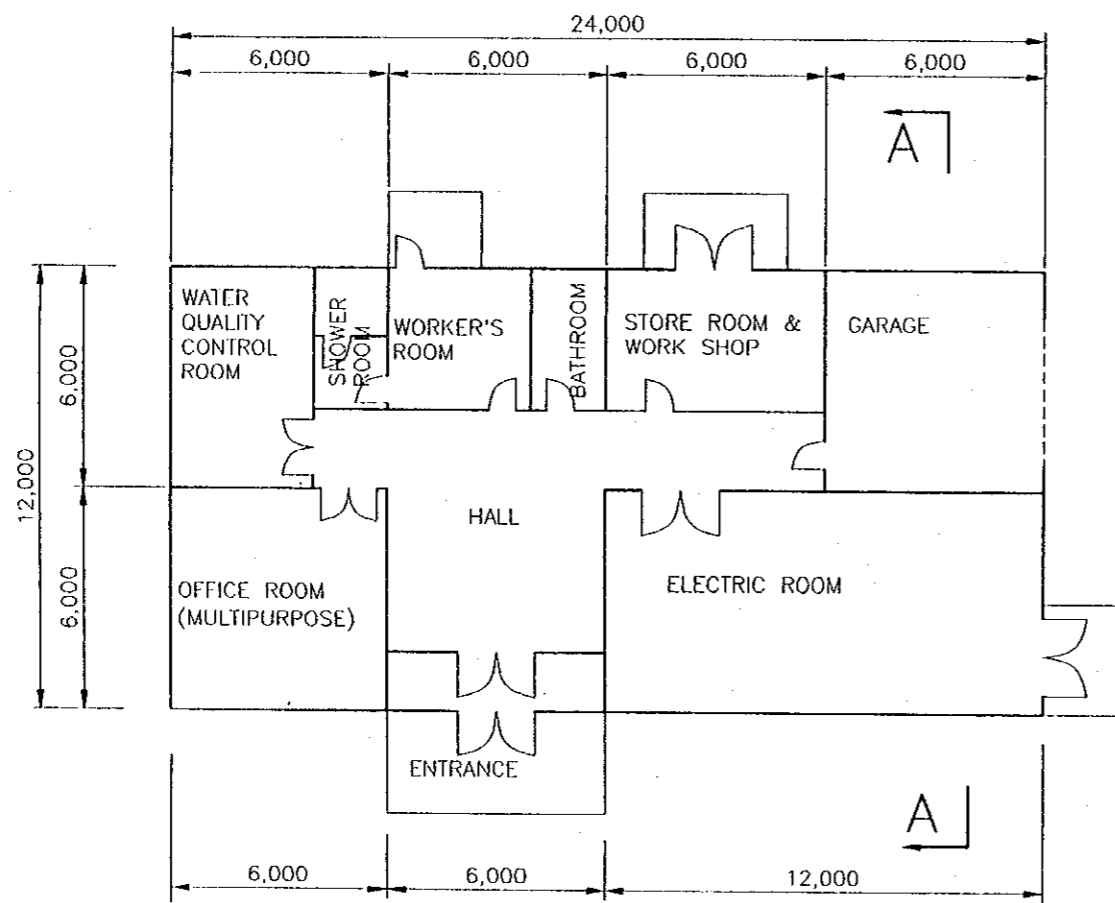 24,000
6,000
6,000
6,000
6,000
A
WATER
QUALITY
CONTROL
ROOM
SHOWER
ROOM
WORKER'S
ROOM
BATHROOM
STORE ROOM &
WORK SHOP
GARAGE
6.000
12,000
HALL
6.000
OFFICE ROOM
(MULTIPURPOSE)
ELECTRIC ROOM
ENTRANCE
A
6,000
6,000
12,000